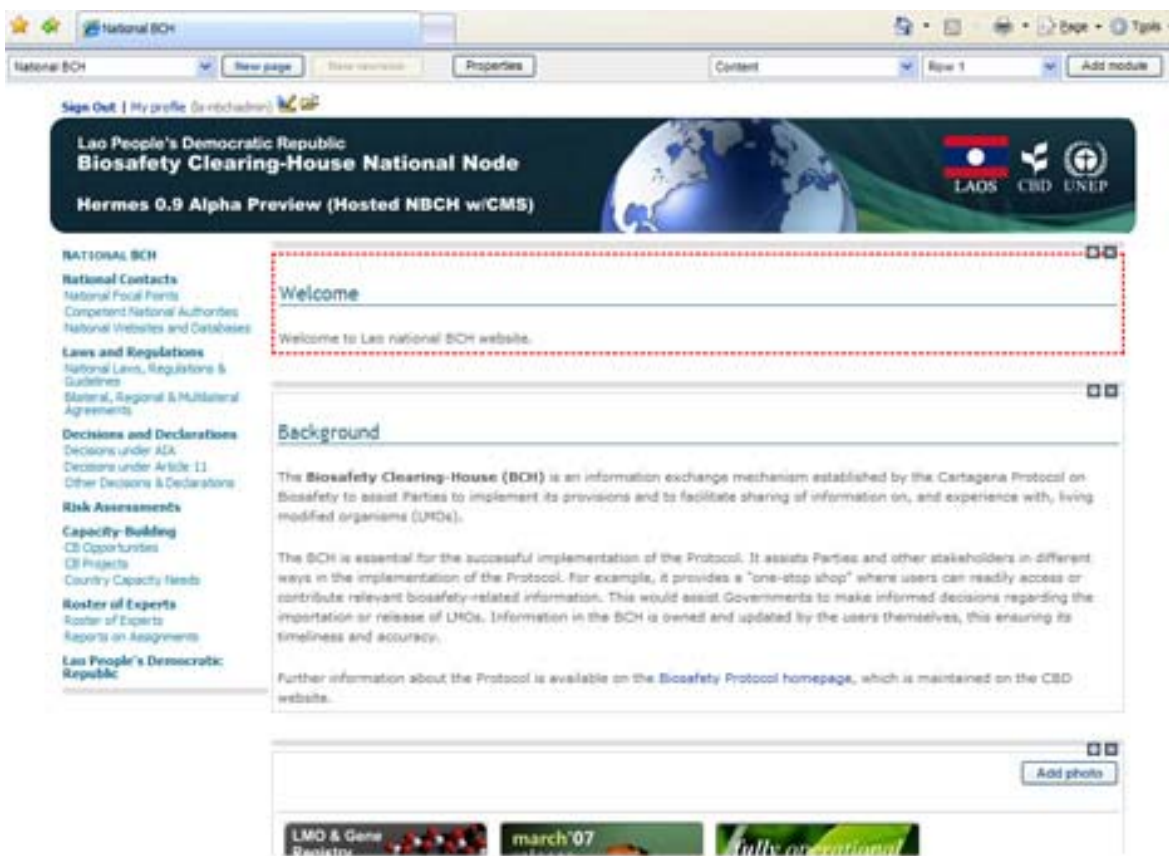 National BCH
Page
Tools
National BCH
New page
New revision
Properties
Content
Row 1
Add module
Sign Out | My profile
Lao People's Democratic Republic
Biosafety Clearing-House National Node
Hermes 0.9 Alpha Preview (Hosted NBCH w/CMS)
LAOS CBD UNEP
NATIONAL BCH
National Contacts
National Focal Points
Competent National Authorities
National Websites and Databases
Laws and Regulations
National Laws, Regulations &
Guidelines
Bilateral, Regional & Multilateral
Agreements
Decisions and Declarations
Decisions under AIA
Decisions under Article 11
Other Decisions & Declarations
Risk Assessments
Capacity-Building
CB Opportunities
CB Projects
Country Capacity Needs
Roster of Experts
Roster of Experts
Reports on Assignments
Lao People's Democratic
Republic
Welcome
Welcome to Lao national BCH website.
Background
The Biosafety Clearing-House (BCH) is an information exchange mechanism established by the Cartagena Protocol on
Biosafety to assist Parties to implement its provisions and to facilitate sharing of information on, and experience with, living
modified organisms (LMOs).
The BCH is essential for the successful implementation of the Protocol. It assists Parties and other stakeholders in different
ways in the implementation of the Protocol. For example, it provides a "one-stop shop" where users can readily access or
contribute relevant biosafety-related information. This would assist Governments to make informed decisions regarding the
importation or release of LMOs. Information in the BCH is owned and updated by the users themselves, this ensuring its
timeliness and accuracy.
Further information about the Protocol is available on the Biosafety Protocol homepage, which is maintained on the CBD
website.
Add photo
LMO & Gene
Registry
march'07
release
fully operational